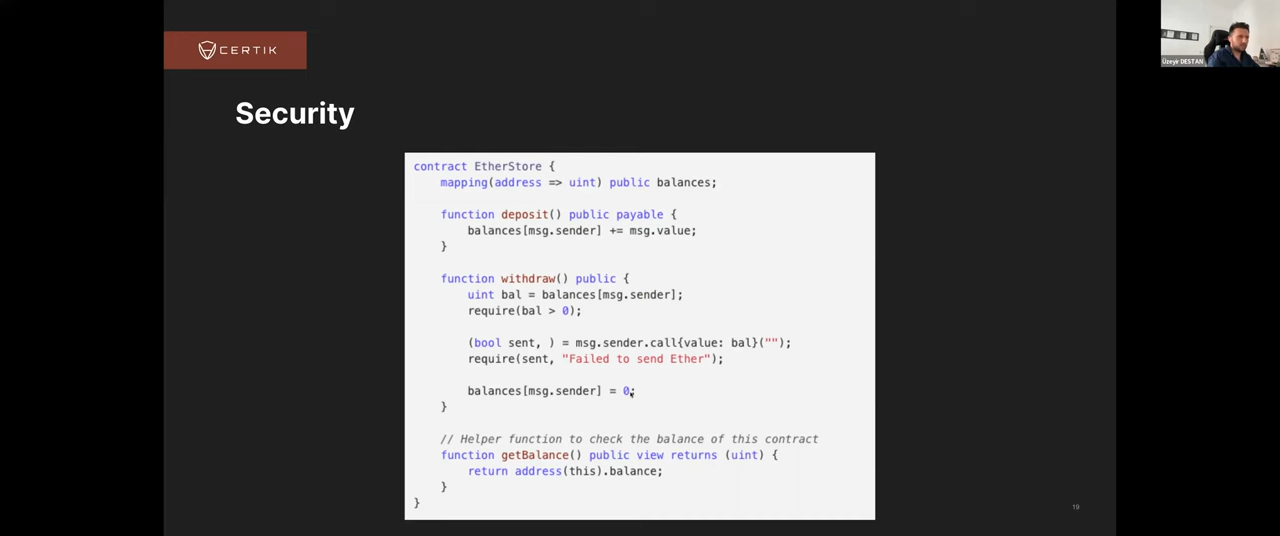 CERTIK
Üzeyir DESTAN
Security
contract EtherStore {
    mapping(address => uint) public balances;
    function deposit() public payable {
        balances[msg.sender] += msg.value;
    }
    function withdraw() public {
        uint bal = balances[msg.sender];
        require(bal > 0);
        (bool sent, ) = msg.sender.call{value: bal}("");
        require(sent, "Failed to send Ether");
        balances[msg.sender] = 0;
    }
    // Helper function to check the balance of this contract
    function getBalance() public view returns (uint) {
        return address(this).balance;
    }
}
19